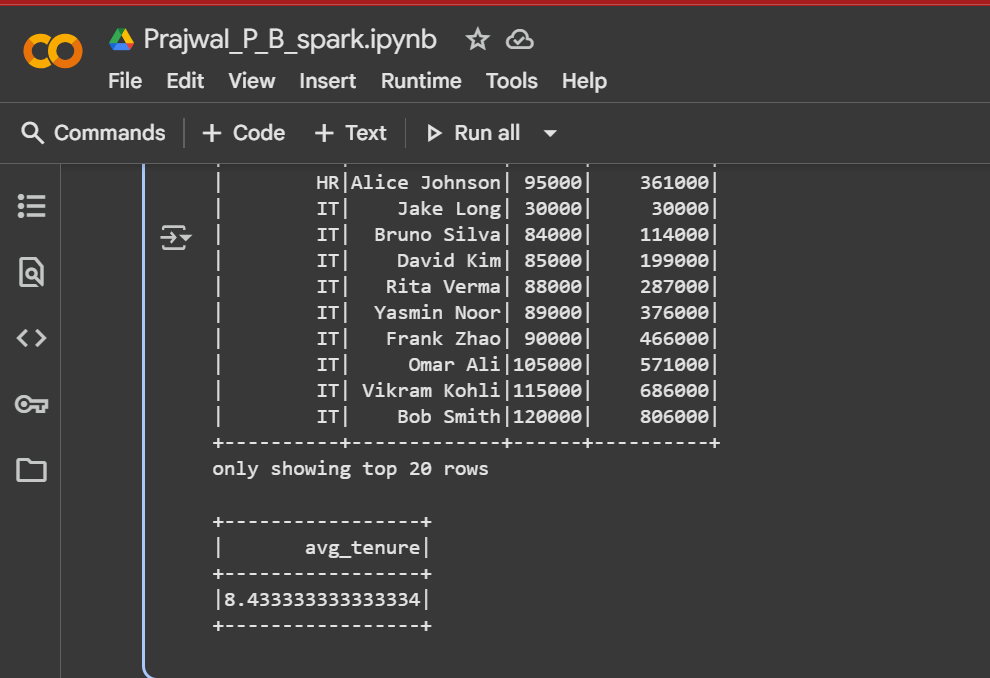 Prajwal_P_B_spark.ipynb
File Edit View Insert Runtime Tools Help
Commands + Code + Text Run all
| HR|Alice Johnson| 95000| 361000|
| IT| Jake Long| 30000| 30000|
| IT| Bruno Silva| 84000| 114000|
| IT| David Kim| 85000| 199000|
| IT| Rita Verma| 88000| 287000|
| IT| Yasmin Noor| 89000| 376000|
| IT| Frank Zhao| 90000| 466000|
| IT| Omar Ali|105000| 571000|
| IT| Vikram Kohli|115000| 686000|
| IT| Bob Smith|120000| 806000|
+----------+-------------+------+----------+
only showing top 20 rows
+-----------------+
| avg_tenure|
+-----------------+
|8.433333333333334|
+-----------------+